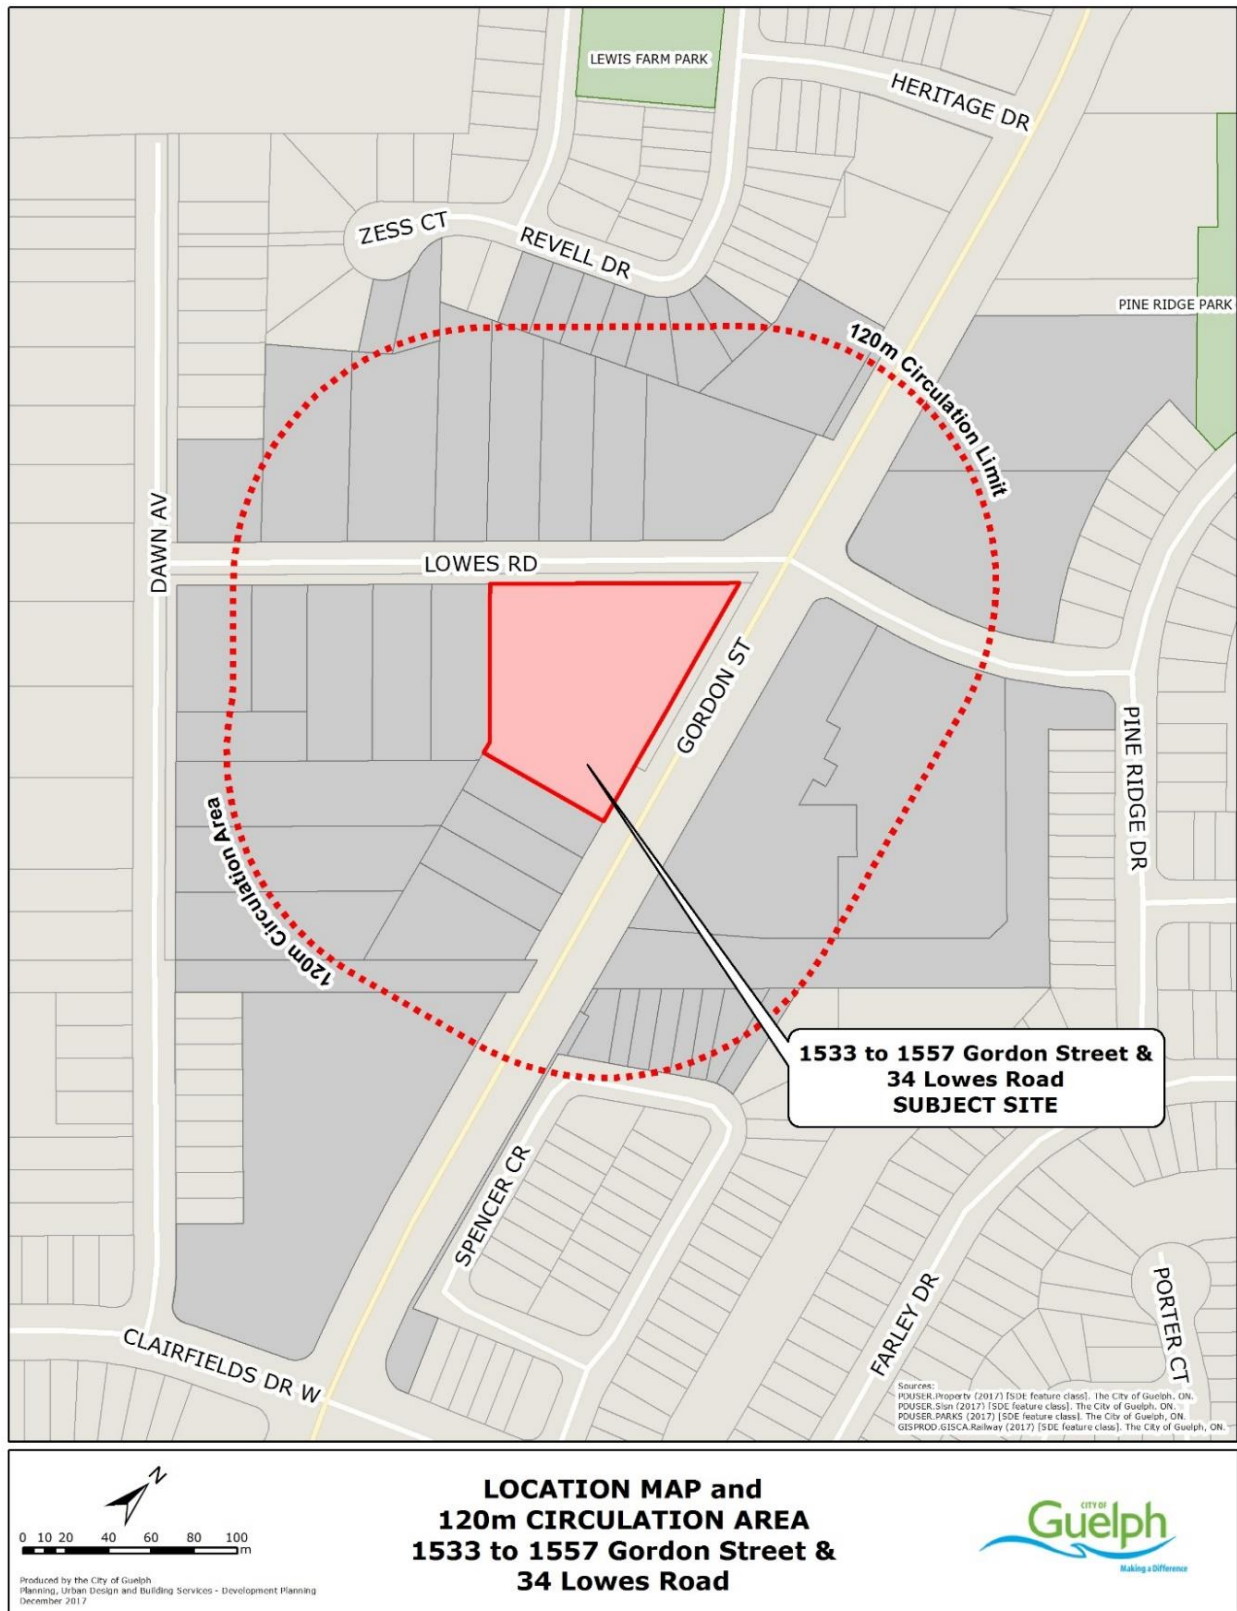 LEWIS FARM PARK
HERITAGE DR
ZESS CT
REVELL DR
PINE RIDGE PARK
120m Circulation Limit
DAWN AV
LOWES RD
GORDON ST
PINE RIDGE DR
120m Circulation Area
1533 to 1557 Gordon Street &
34 Lowes Road
SUBJECT SITE
SPENCER CR
FARLEY DR
PORTER CT
CLAIRFIELDS DR W
Sources:
PDUSER.Property (2017) [SDE feature class]. The City of Guelph, ON.
PDUSER.Slsn (2017) [SDE feature class]. The City of Guelph, ON.
PDUSER.PARKS (2017) [SDE feature class]. The City of Guelph, ON.
GISPROD.GISCA.Railway (2017) [SDE feature class]. The City of Guelph, ON.
N
0 10 20 40 60 80 100
m
Produced by the City of Guelph
Planning, Urban Design and Building Services - Development Planning
December 2017
LOCATION MAP and
120m CIRCULATION AREA
1533 to 1557 Gordon Street &
34 Lowes Road
CITY OF
Guelph
Making a Difference